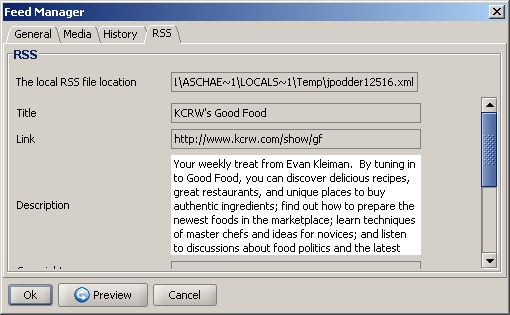 Feed Manager
General Media History RSS
RSS
The local RSS file location l\ASCHAE~1\LOCALS~1\Temp\jpodder12516.xml
Title KCRW's Good Food
Link http://www.kcrw.com/show/gf
Description
Your weekly treat from Evan Kleiman. By tuning in
to Good Food, you can discover delicious recipes,
great restaurants, and unique places to buy
authentic ingredients; find out how to prepare the
newest foods in the marketplace; learn techniques
of master chefs and ideas for novices; and listen
to discussions about food politics and the latest
Ok Preview Cancel